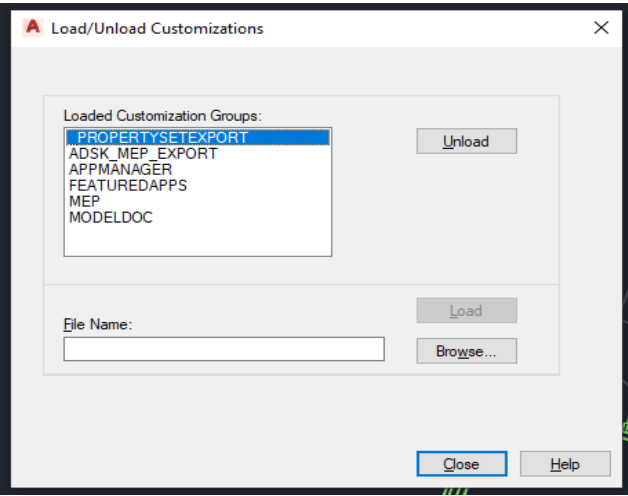 A Load/Unload Customizations
Loaded Customization Groups:
_PROPERTYSETEXPORT
ADSK_MEP_EXPORT
APPMANAGER
FEATUREDAPPS
MEP
MODELDOC
Unload
Load
File Name:
Browse...
Close Help